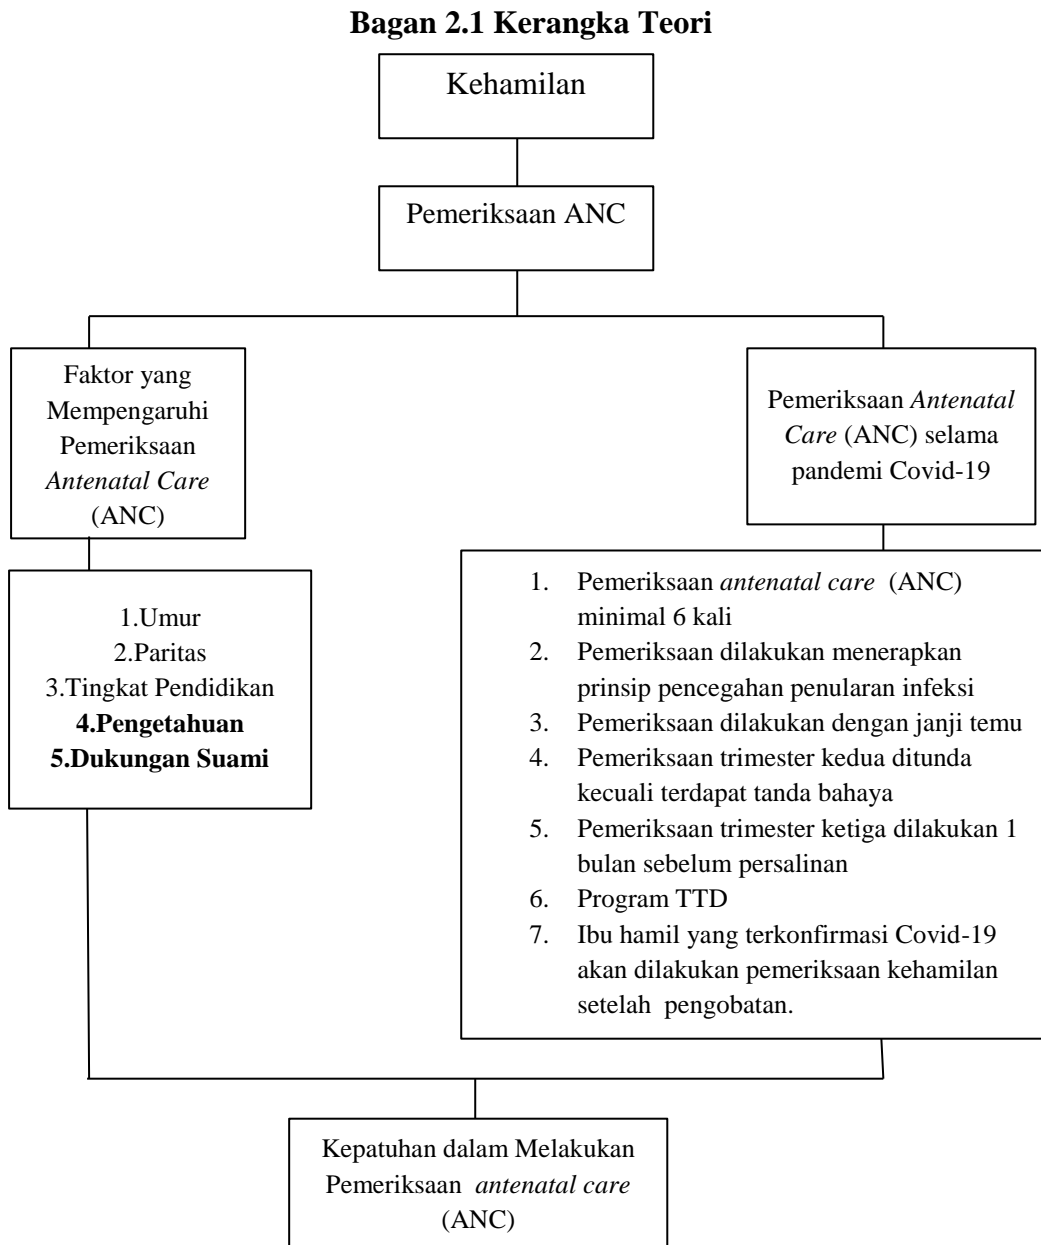 Bagan 2.1 Kerangka Teori
Kehamilan
Pemeriksaan ANC
Faktor yang
Mempengaruhi
Pemeriksaan
Antenatal Care
(ANC)
1.Umur
2.Paritas
3.Tingkat Pendidikan
4.Pengetahuan
5.Dukungan Suami
Pemeriksaan Antenatal
Care (ANC) selama
pandemi Covid-19
1. Pemeriksaan antenatal care (ANC)
minimal 6 kali
2. Pemeriksaan dilakukan menerapkan
prinsip pencegahan penularan infeksi
3. Pemeriksaan dilakukan dengan janji temu
4. Pemeriksaan trimester kedua ditunda
kecuali terdapat tanda bahaya
5. Pemeriksaan trimester ketiga dilakukan 1
bulan sebelum persalinan
6. Program TTD
7. Ibu hamil yang terkonfirmasi Covid-19
akan dilakukan pemeriksaan kehamilan
setelah pengobatan.
Kepatuhan dalam Melakukan
Pemeriksaan antenatal care
(ANC)